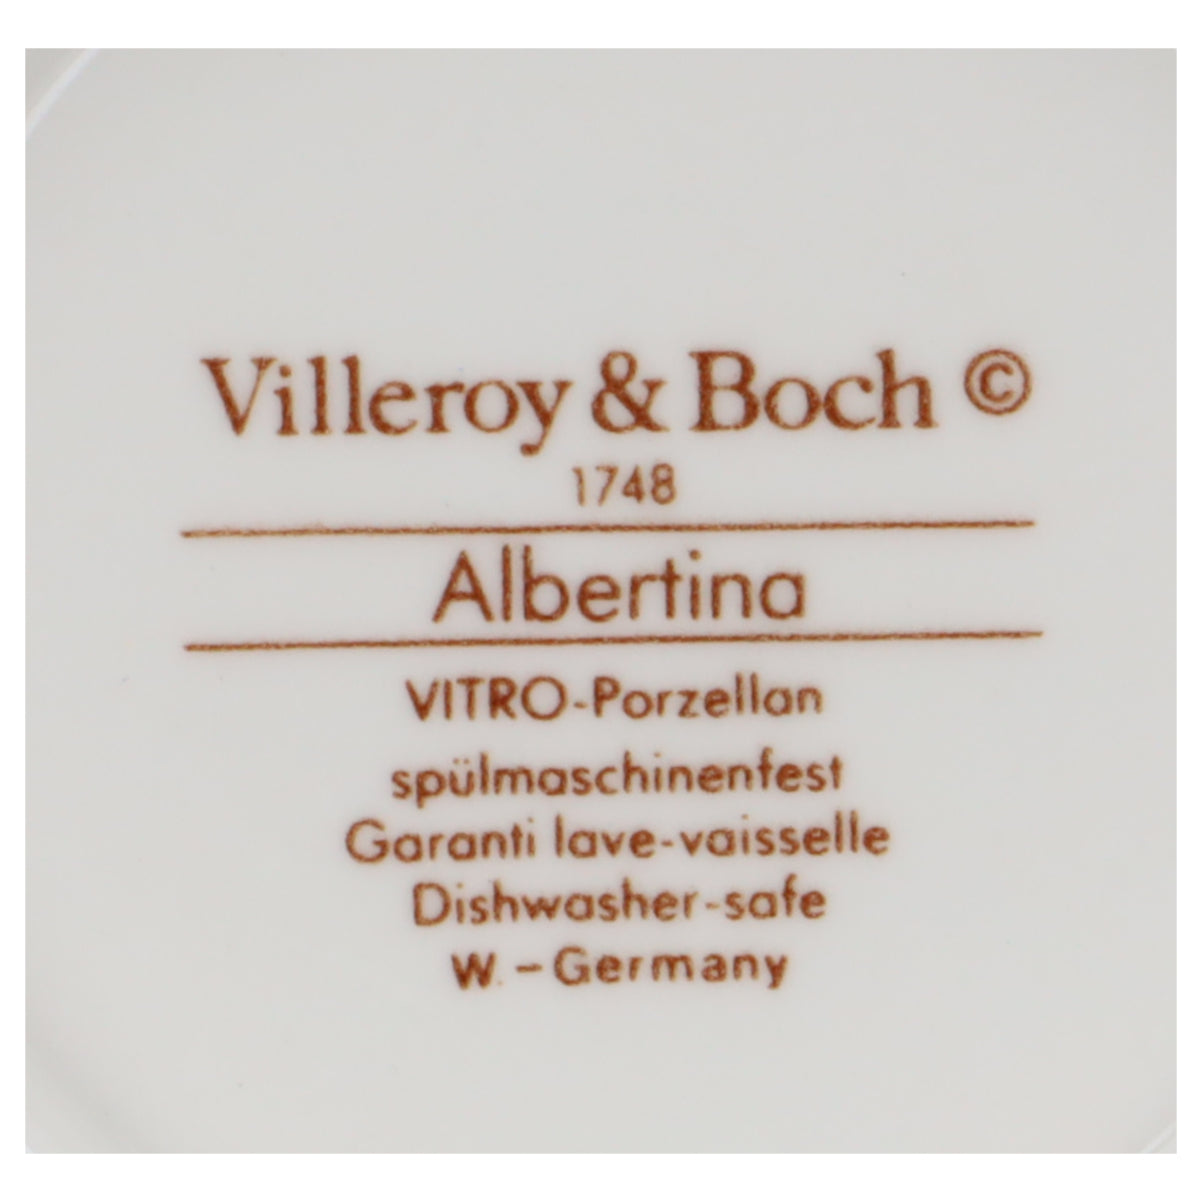 Villeroy & Boch ©
1748
Albertina
VITRO-Porzellan
spülmaschinenfest
Garanti lave-vaisselle
Dishwasher-safe
W.-Germany